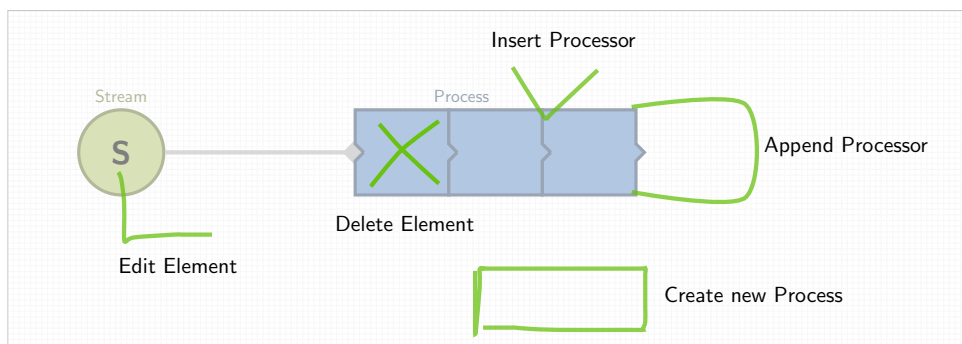 Insert Processor
Stream
Process
S
Append Processor
Delete Element
Edit Element
Create new Process